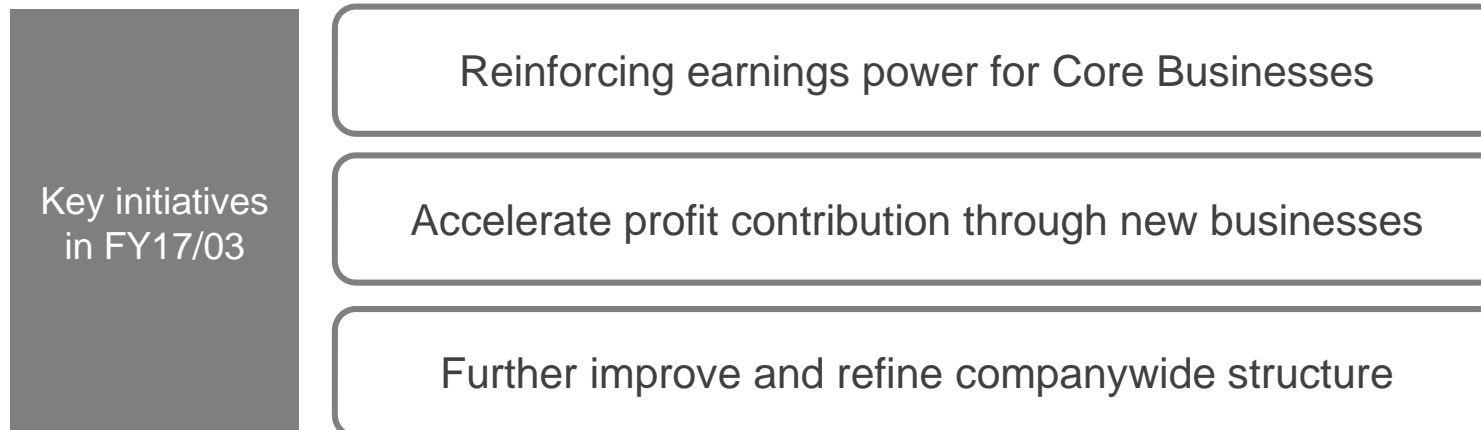 Key initiatives
in FY17/03
Reinforcing earnings power for Core Businesses
Accelerate profit contribution through new businesses
Further improve and refine companywide structure